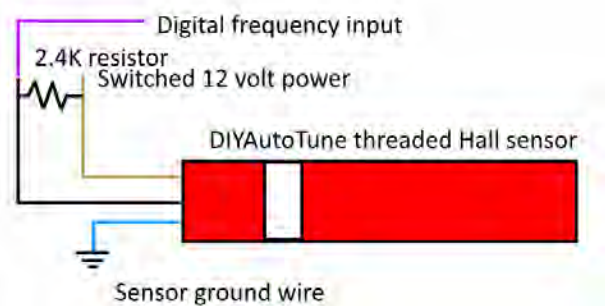 Digital frequency input
2.4K resistor
Switched 12 volt power
DIYAutoTune threaded Hall sensor
Sensor ground wire